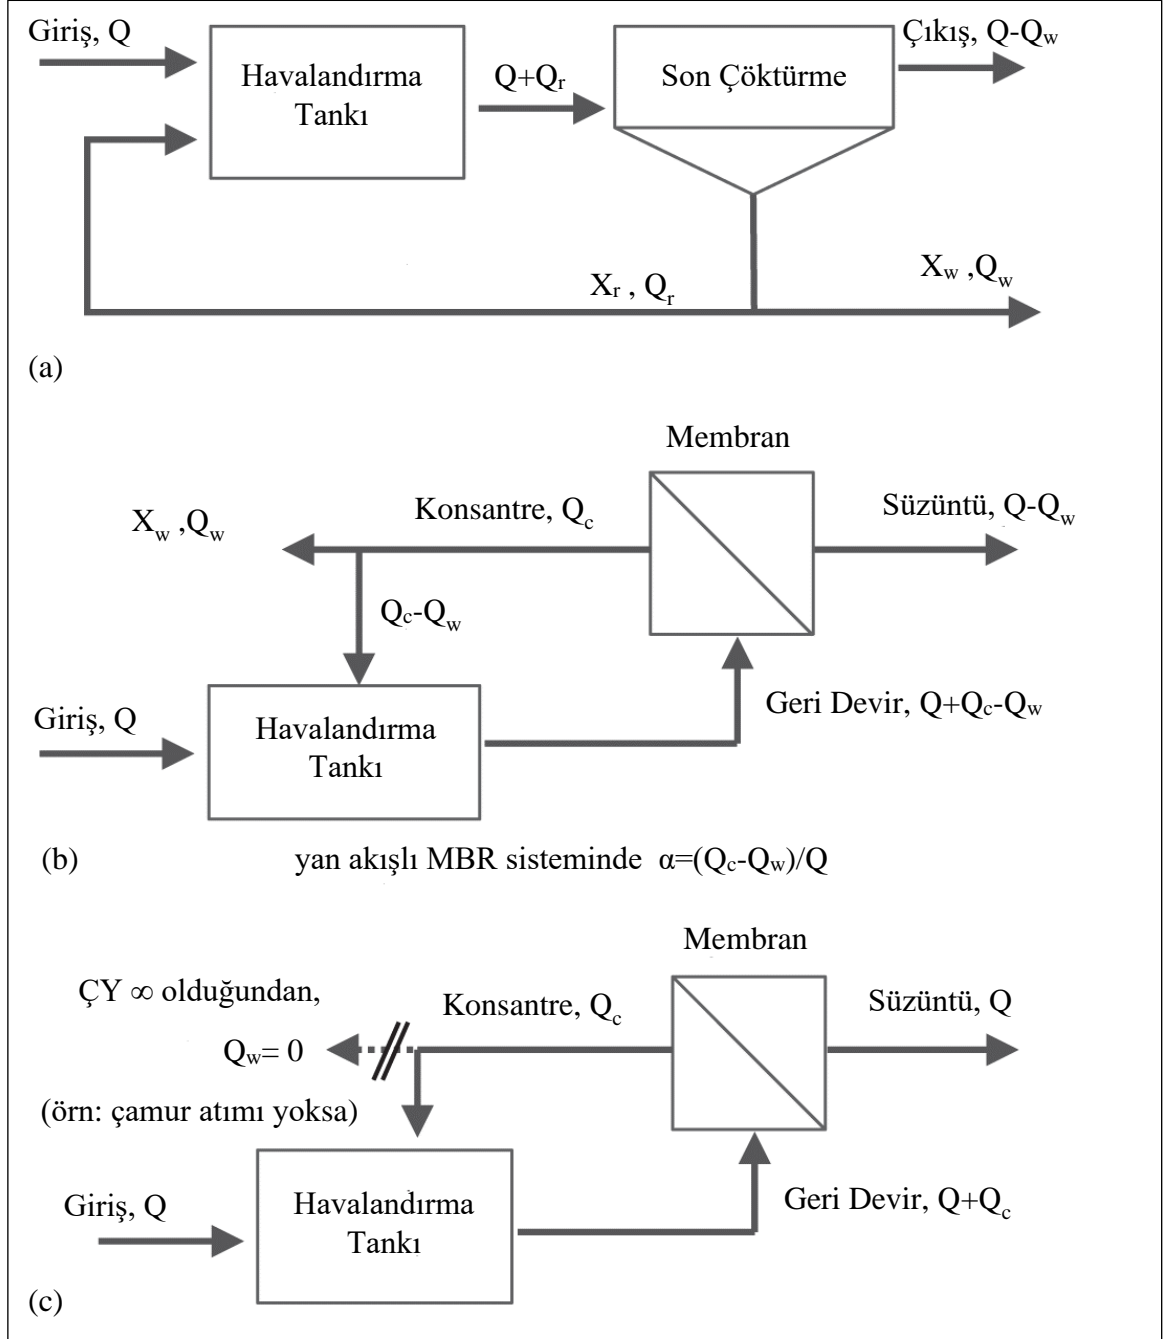 Giriş, Q
Havalandırma
Tankı
Q+Qr
Son Çöktürme
Çıkış, Q-Qw
Xr , Qr
Xw ,Qw
(a)
Membran
Konsantre, Qc
Süzüntü, Q-Qw
Xw ,Qw
Qc-Qw
Giriş, Q
Havalandırma
Tankı
Geri Devir, Q+Qc-Qw
(b)
yan akışlı MBR sisteminde α=(Qc-Qw)/Q
Membran
ÇY ∞ olduğundan,
Konsantre, Qc
Süzüntü, Q
Qw= 0
(örn: çamur atımı yoksa)
Giriş, Q
Havalandırma
Tankı
Geri Devir, Q+Qc
(c)